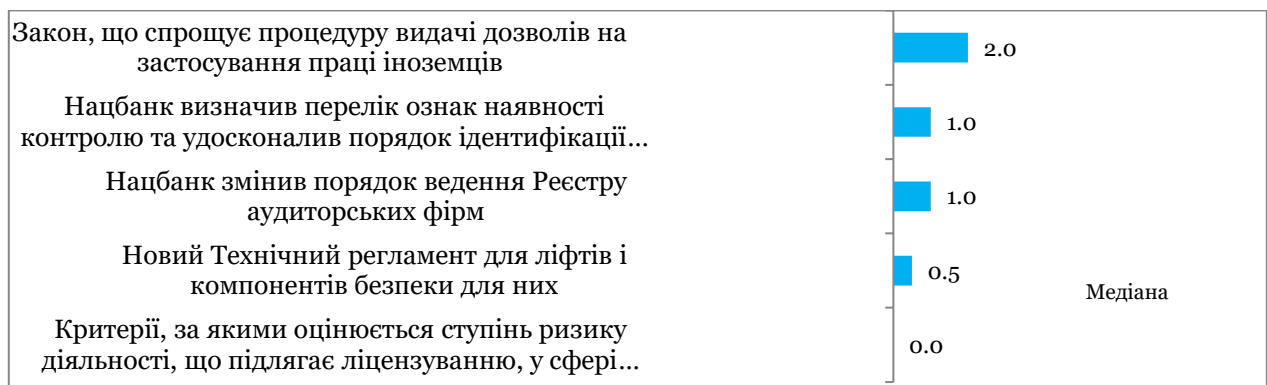 Закон, що спрощує процедуру видачі дозволів на
застосування праці іноземців
2.0
Нацбанк визначив перелік ознак наявності
контролю та удосконалив порядок ідентифікації...
1.0
Нацбанк змінив порядок ведення Реєстру
аудиторських фірм
1.0
Новий Технічний регламент для ліфтів і
компонентів безпеки для них
0.5
Медіана
Критерії, за якими оцінюється ступінь ризику
діяльності, що підлягає ліцензуванню, у сфері...
0.0